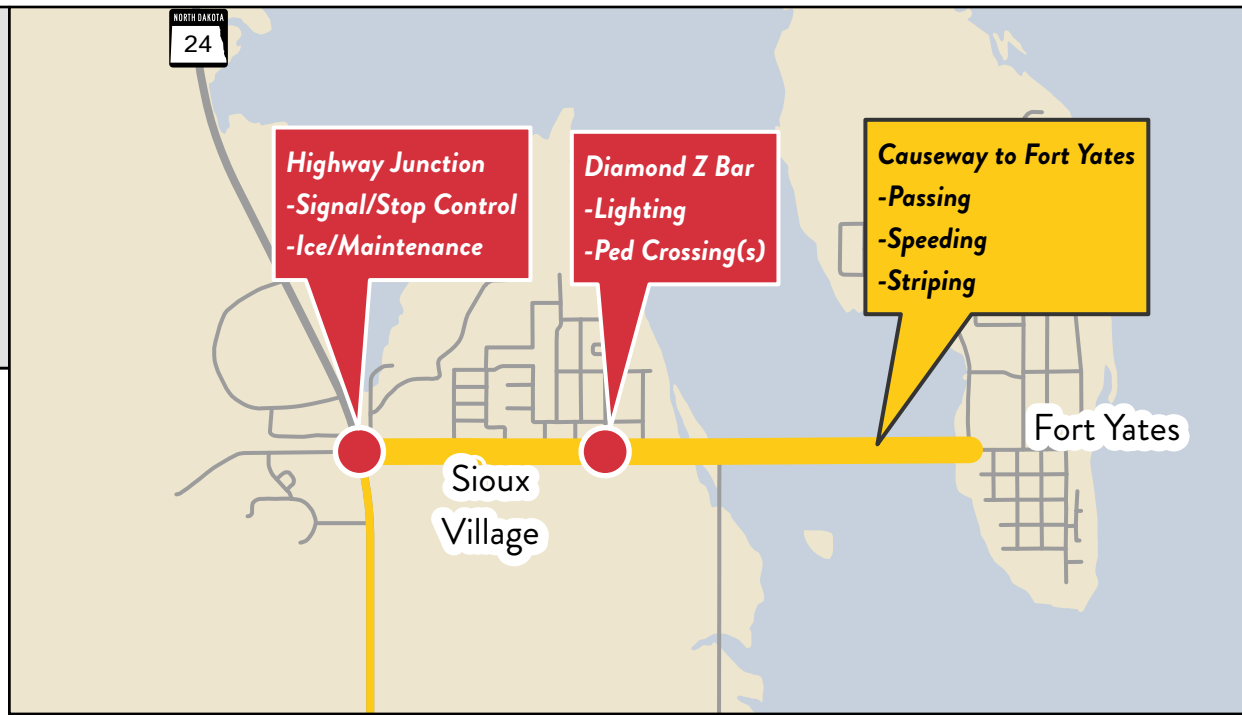 NORTH DAKOTA
24
Highway Junction
-Signal/Stop Control
-Ice/Maintenance
Diamond Z Bar
-Lighting
-Ped Crossing(s)
Causeway to Fort Yates
-Passing
-Speeding
-Striping
Fort Yates
Sioux
Village